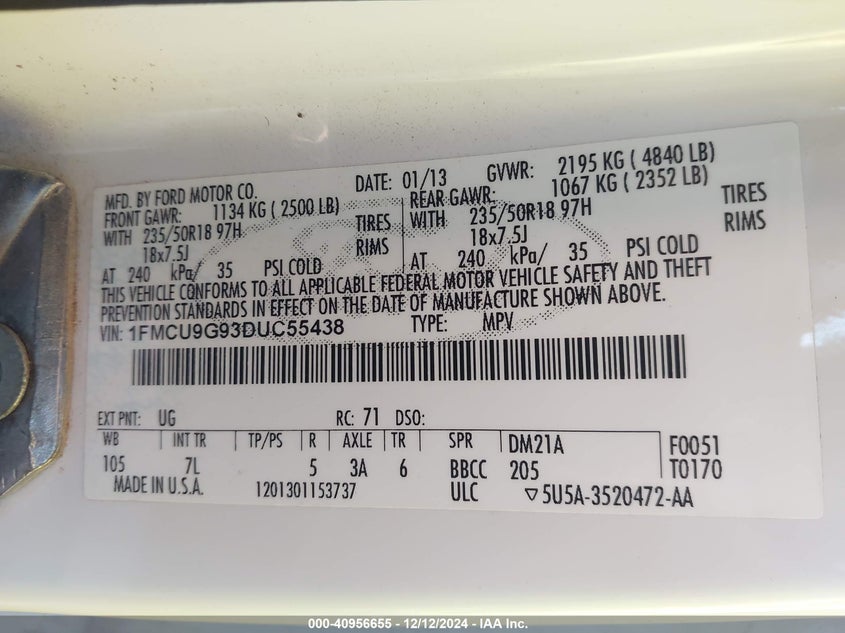 MFD. BY FORD MOTOR CO.
DATE: 01/13
GVWR: 2195 KG ( 4840 LB)
FRONT GAWR: 1134 KG ( 2500 LB)
WITH 235/50R18 97H TIRES
18x7.5J RIMS
AT 240 kPa/ 35 PSI COLD
REAR GAWR: 1067 KG ( 2352 LB)
WITH 235/50R18 97H TIRES
18x7.5J RIMS
AT 240 kPa/ 35 PSI COLD
THIS VEHICLE CONFORMS TO ALL APPLICABLE FEDERAL MOTOR VEHICLE SAFETY AND THEFT
PREVENTION STANDARDS IN EFFECT ON THE DATE OF MANUFACTURE SHOWN ABOVE.
VIN: 1FMCU9G93DUC55438 TYPE: MPV
EXT PNT: UG RC: 71 DSO:
WB INT TR TP/PS R AXLE TR SPR DM21A F0051
105 7L 5 3A 6 BBCC 205 T0170
MADE IN U.S.A. 1201301153737 ULC ▽5U5A-3520472-AA
000-40956655 - 12/12/2024 - IAA Inc.